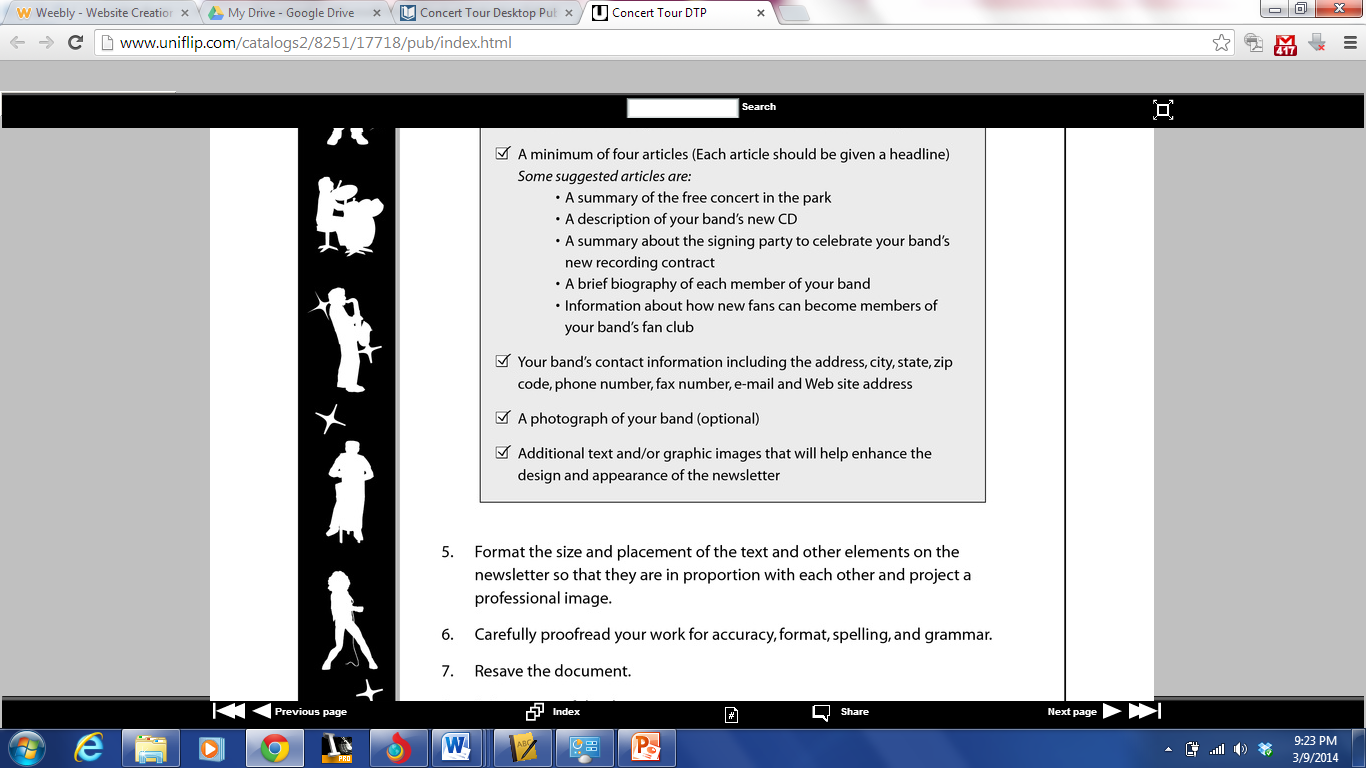 Weebly - Website Creation
My Drive - Google Drive
Concert Tour Desktop Pub
Concert Tour DTP
www.uniflip.com/catalogs2/8251/17718/pub/index.html
417
Search
A minimum of four articles (Each article should be given a headline)
Some suggested articles are:
• A summary of the free concert in the park
• A description of your band's new CD
• A summary about the signing party to celebrate your band's
new recording contract
• A brief biography of each member of your band
• Information about how new fans can become members of
your band's fan club
Your band's contact information including the address, city, state, zip
code, phone number, fax number, e-mail and Web site address
A photograph of your band (optional)
Additional text and/or graphic images that will help enhance the
design and appearance of the newsletter
5. Format the size and placement of the text and other elements on the
newsletter so that they are in proportion with each other and project a
professional image.
6. Carefully proofread your work for accuracy, format, spelling, and grammar.
7. Resave the document.
Previous page
Index
#
Share
Next page
PRO
ABC
9:23 PM
3/9/2014